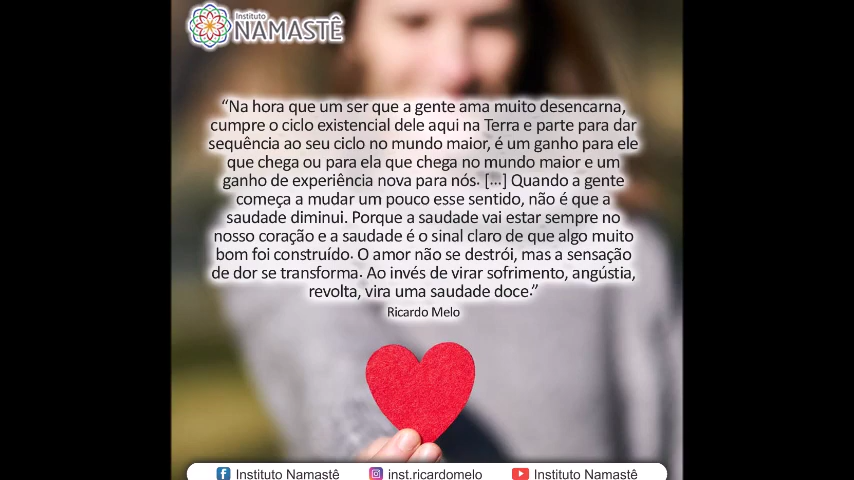 Instituto
NAMASTÊ
“Na hora que um ser que a gente ama muito desencarna,
cumpre o ciclo existencial dele aqui na Terra e parte para dar
sequência ao seu ciclo no mundo maior, é um ganho para ele
que chega ou para ela que chega no mundo maior e um
ganho de experiência nova para nós. [...] Quando a gente
começa a mudar um pouco esse sentido, não é que a
saudade diminui. Porque a saudade vai estar sempre no
nosso coração e a saudade é o sinal claro de que algo muito
bom foi construído. O amor não se destrói, mas a sensação
de dor se transforma. Ao invés de virar sofrimento, angústia,
revolta, vira uma saudade doce.”
Ricardo Melo
Instituto Namastê inst.ricardomelo Instituto Namastê